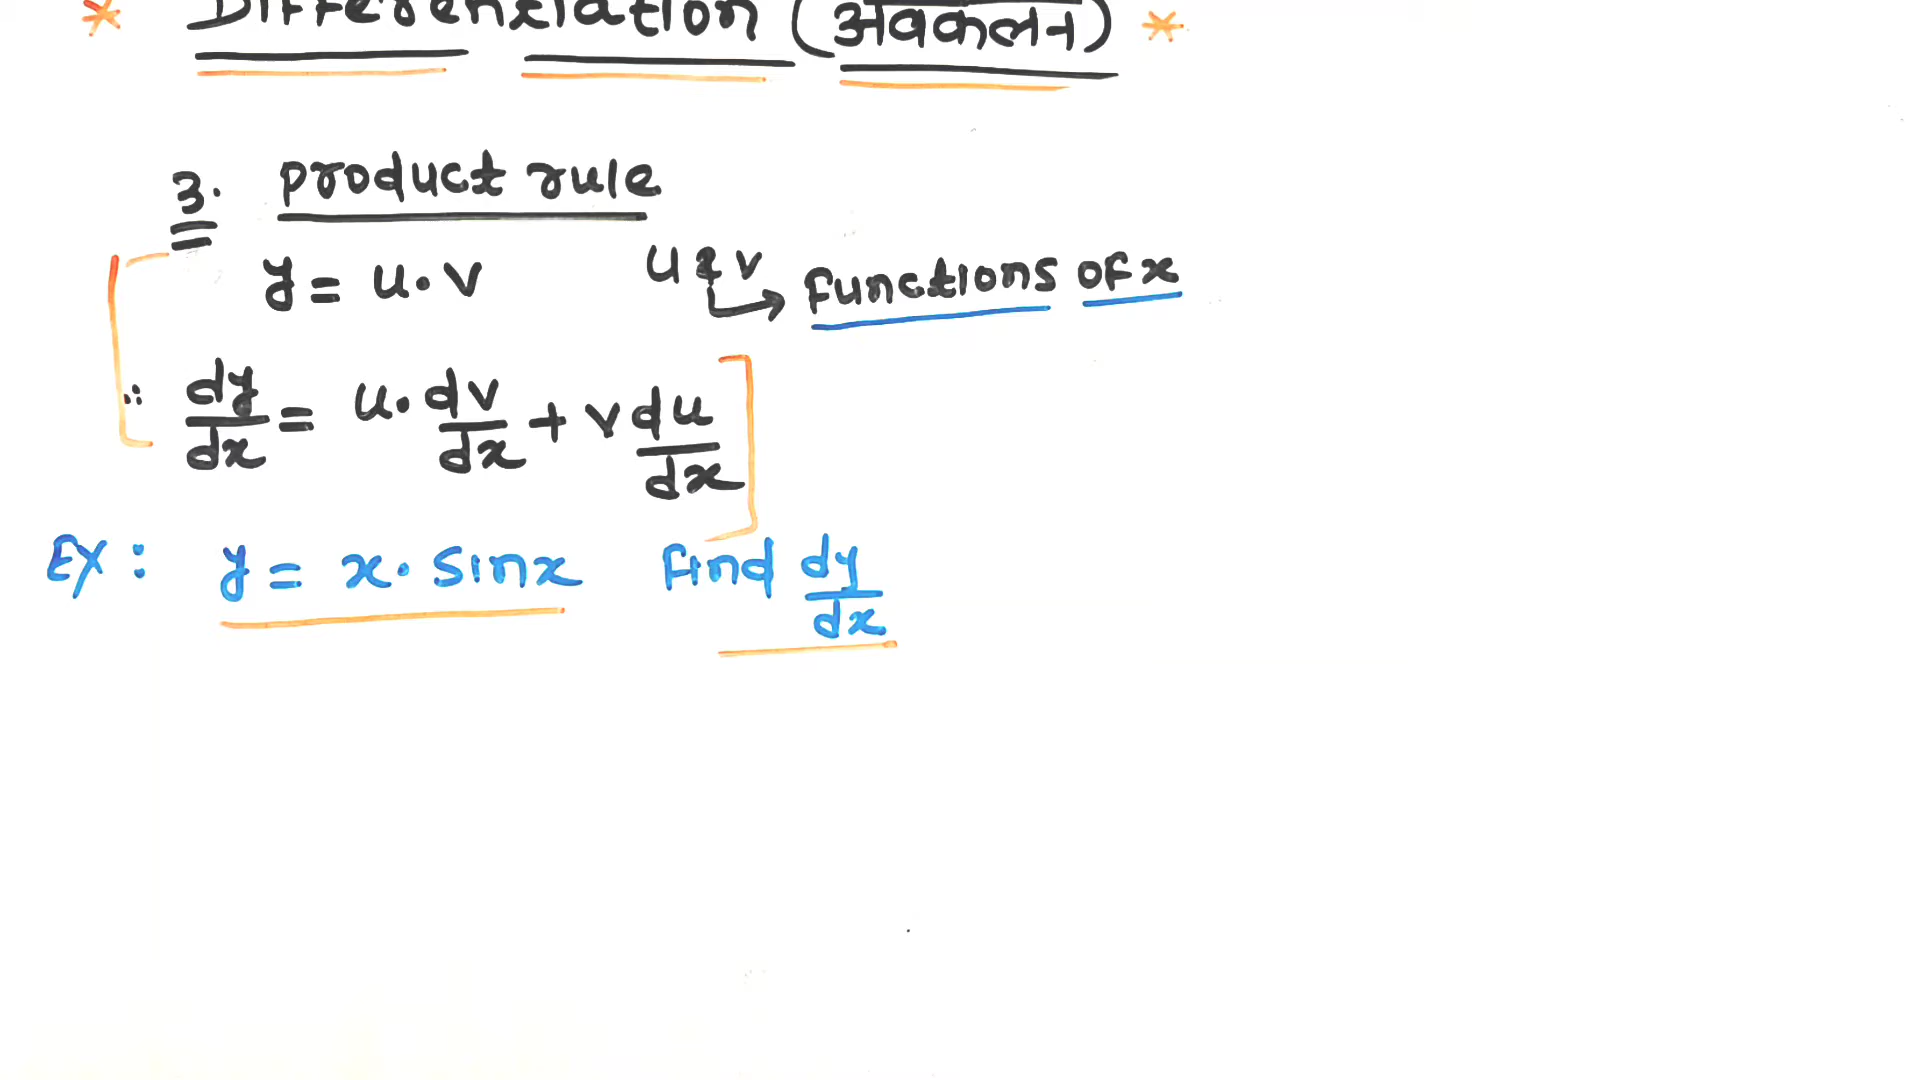 * Differentiation (अवकलन) *
3. product rule
y = u · v    u & v → functions of x
∴ dy/dx = u · dv/dx + v du/dx
EX : y = x · sinx    Find dy/dx